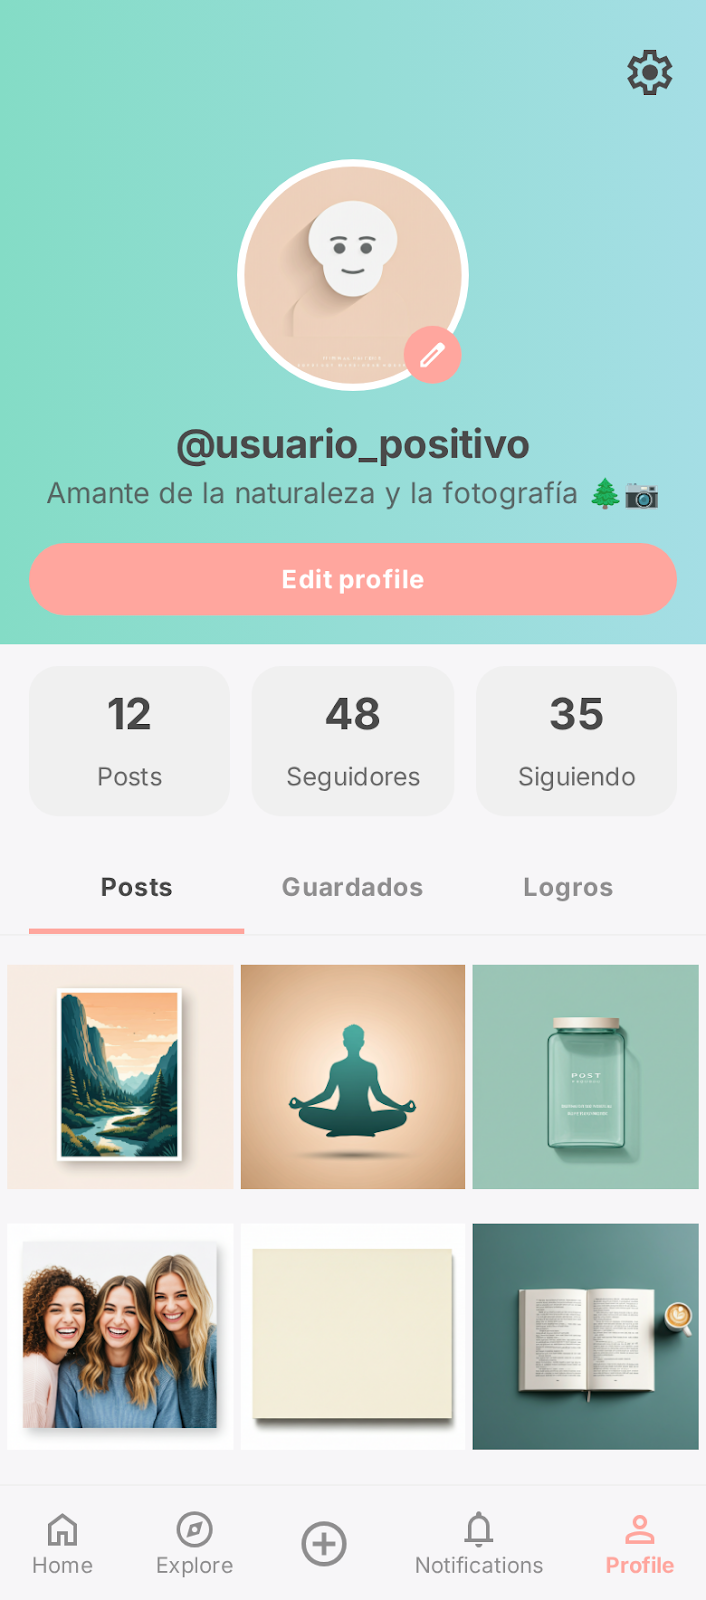 @usuario_positivo
Amante de la naturaleza y la fotografía 🌲📷
Edit profile
12
48
35
Posts
Seguidores
Siguiendo
Posts
Guardados
Logros
POST
Home
Explore
Notifications
Profile